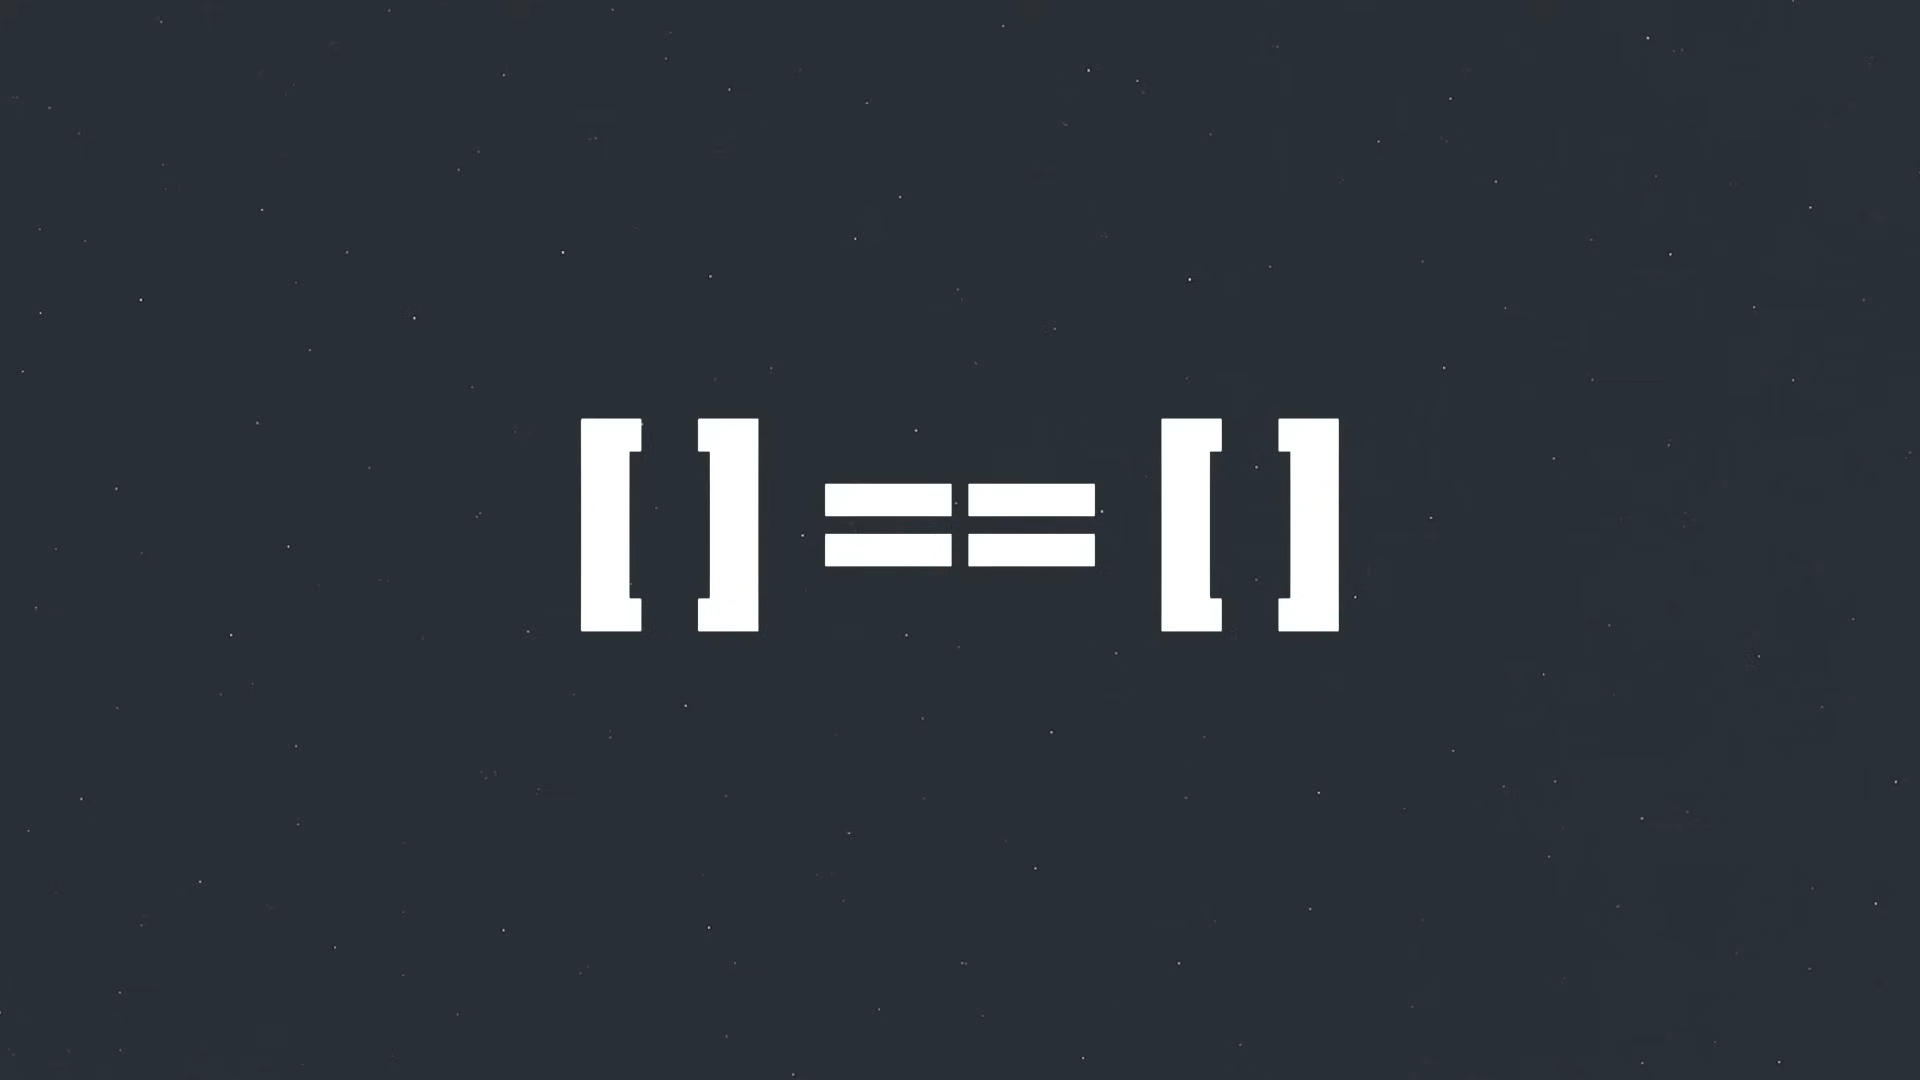 [] == []